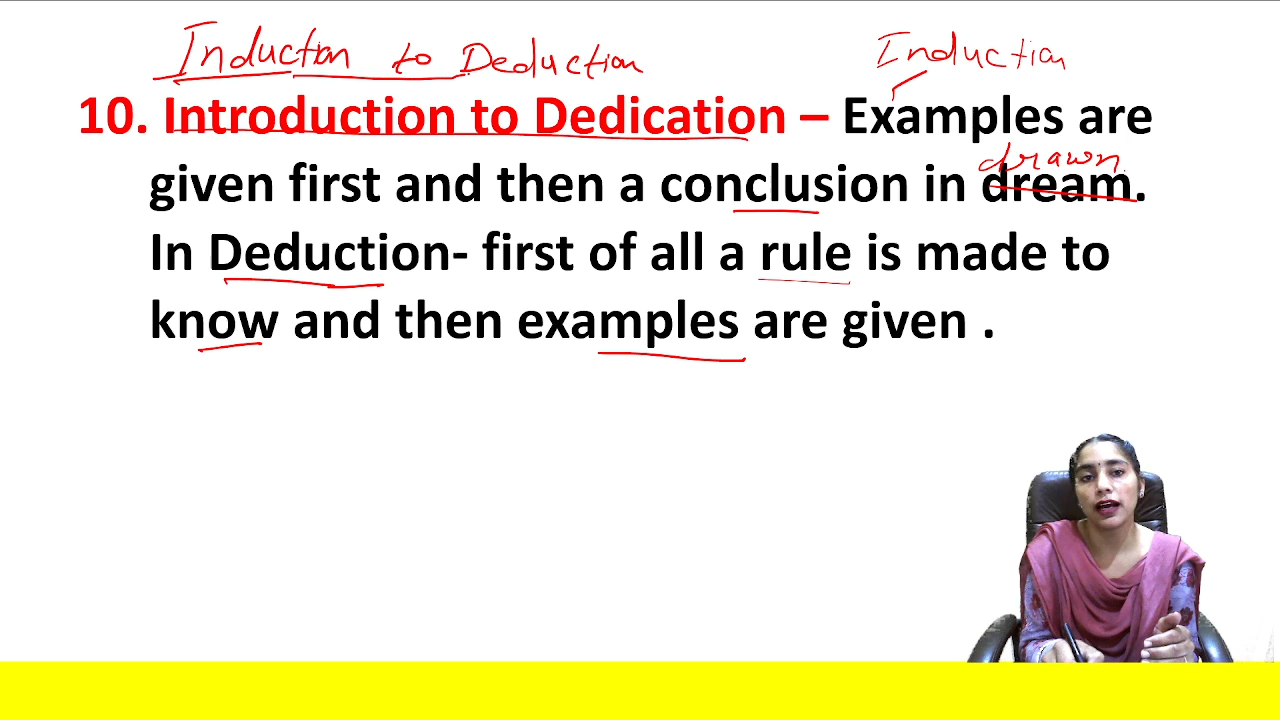 Induction to Deduction Induction
10. Introduction to Dedication – Examples are
drawn
given first and then a conclusion in dream.
In Deduction- first of all a rule is made to
know and then examples are given .